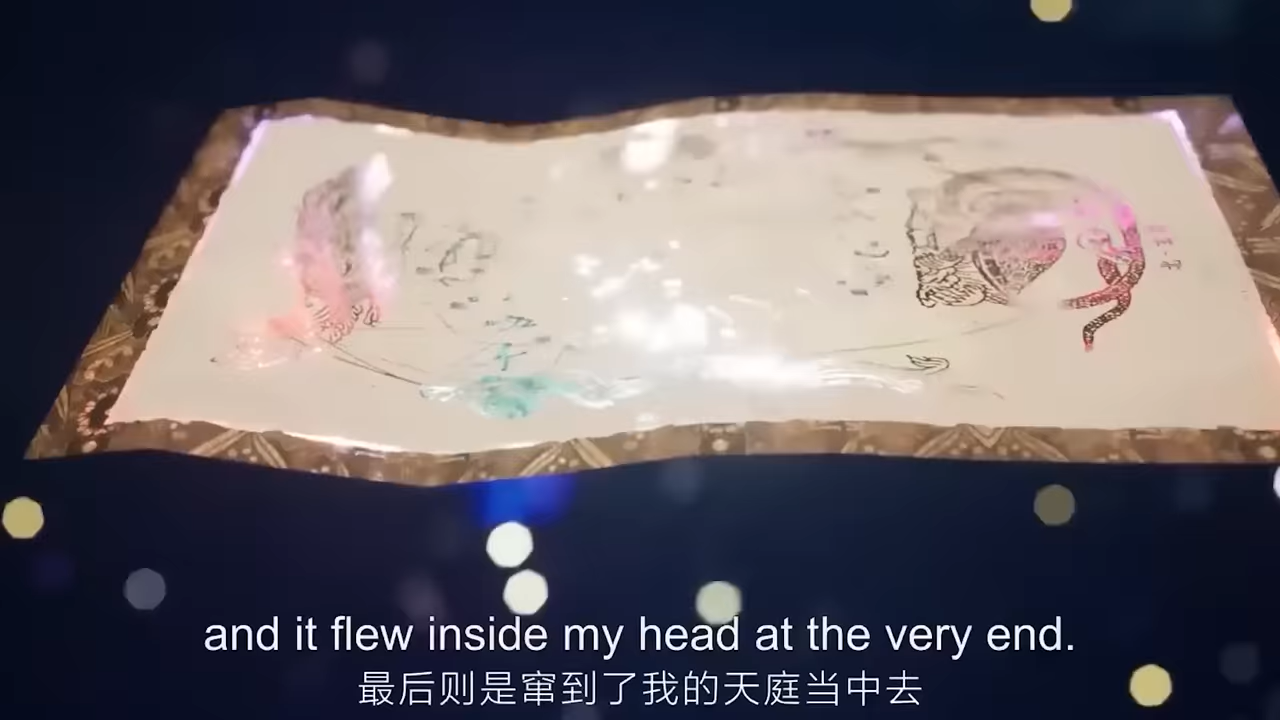 and it flew inside my head at the very end.
最后则是窜到了我的天庭当中去